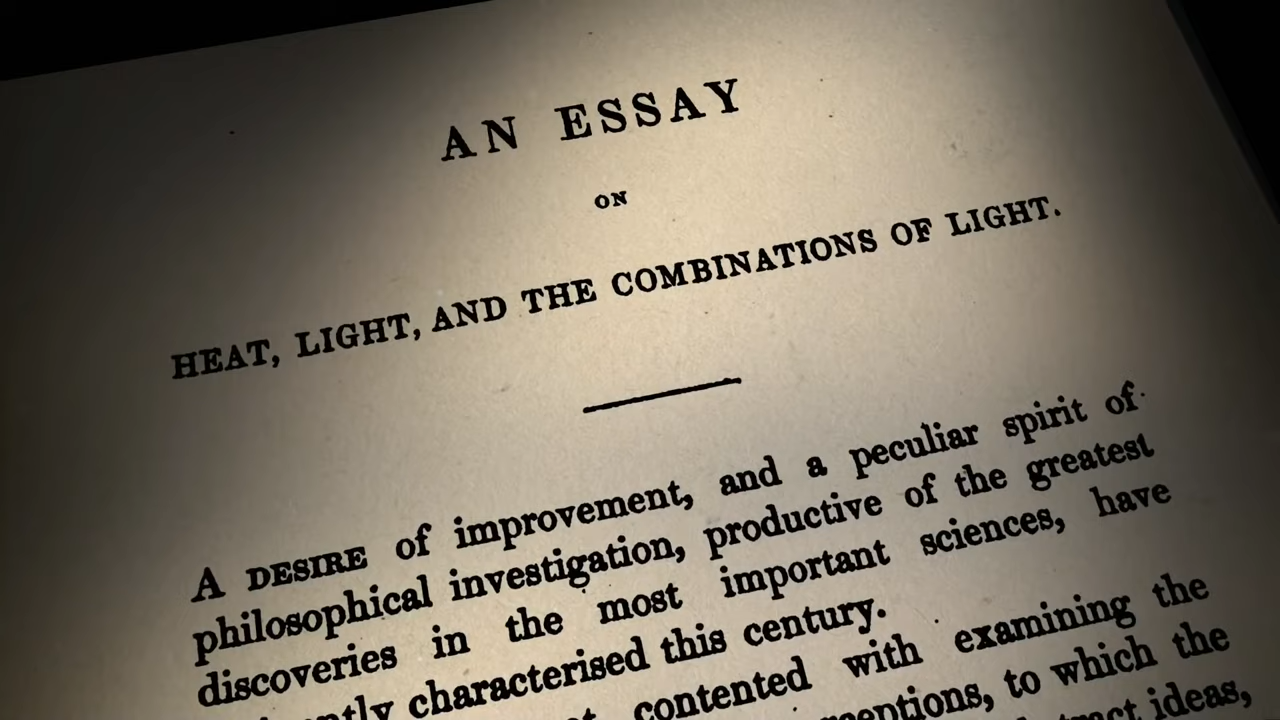 AN ESSAY
ON
HEAT, LIGHT, AND THE COMBINATIONS OF LIGHT.
A DESIRE of improvement, and a peculiar spirit of
philosophical investigation, productive of the greatest
discoveries in the most important sciences, have
characterised this century.
contented with examining the
to which the
ideas,